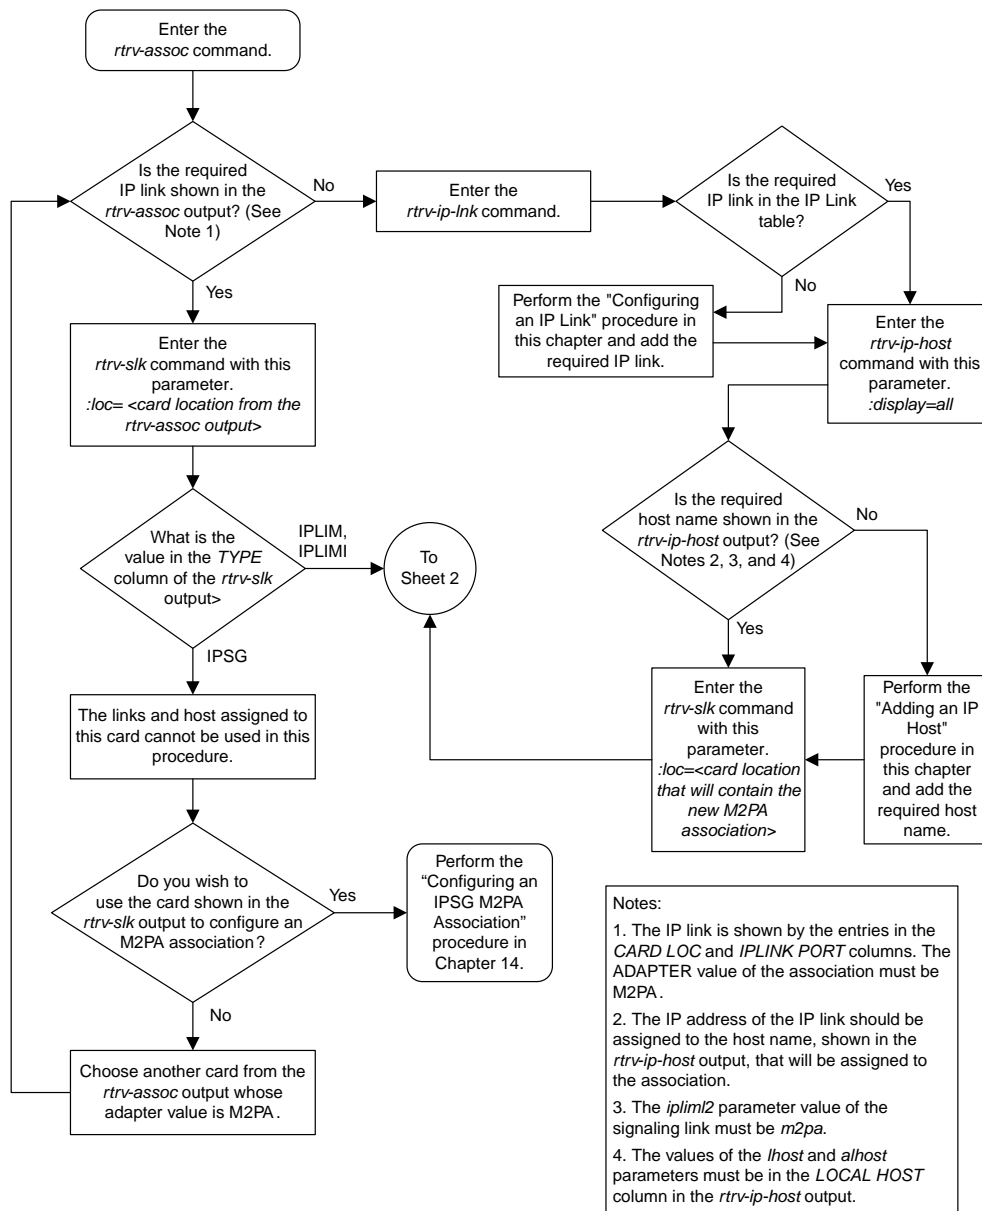 Enter the
rtrv-assoc command.
Is the required
IP link shown in the
rtrv-assoc output? (See
Note 1)
No
Enter the
rtrv-ip-lnk command.
Is the required
IP link in the IP Link
table?
Yes
No
Yes
Perform the "Configuring
an IP Link" procedure in
this chapter and add the
required IP link.
Enter the
rtrv-ip-host
command with this
parameter.
:display=all
Enter the
rtrv-slk command with this
parameter.
:loc= <card location from the
rtrv-assoc output>
Is the required
host name shown in the
rtrv-ip-host output? (See
Notes 2, 3, and 4)
No
Yes
What is the
value in the TYPE
column of the rtrv-slk
output>
IPLIM,
IPLIMI
To
Sheet 2
IPSG
Enter the
rtrv-slk command
with this
parameter.
:loc=<card location
that will contain the
new M2PA
association>
Perform the
"Adding an IP
Host"
procedure in
this chapter
and add the
required host
name.
The links and host assigned to
this card cannot be used in this
procedure.
Do you wish to
use the card shown in the
rtrv-slk output to configure an
M2PA association?
Yes
Perform the
“Configuring an
IPSG M2PA
Association”
procedure in
Chapter 14.
No
Choose another card from the
rtrv-assoc output whose
adapter value is M2PA.
Notes:
1. The IP link is shown by the entries in the
CARD LOC and IPLINK PORT columns. The
ADAPTER value of the association must be
M2PA.
2. The IP address of the IP link should be
assigned to the host name, shown in the
rtrv-ip-host output, that will be assigned to
the association.
3. The ipliml2 parameter value of the
signaling link must be m2pa.
4. The values of the lhost and alhost
parameters must be in the LOCAL HOST
column in the rtrv-ip-host output.